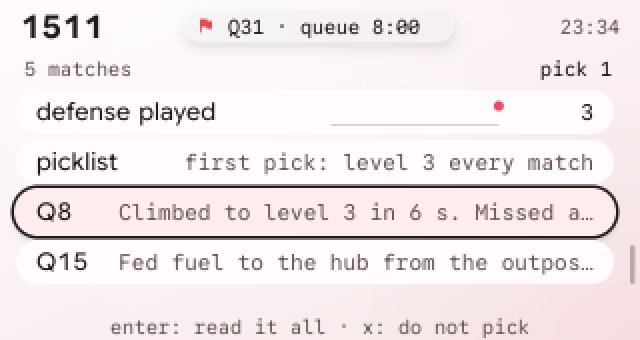 1511
Q31 · queue 8:00
23:34
5 matches
pick 1
defense played 3
picklist first pick: level 3 every match
Q8 Climbed to level 3 in 6 s. Missed a…
Q15 Fed fuel to the hub from the outpos…
enter: read it all · x: do not pick